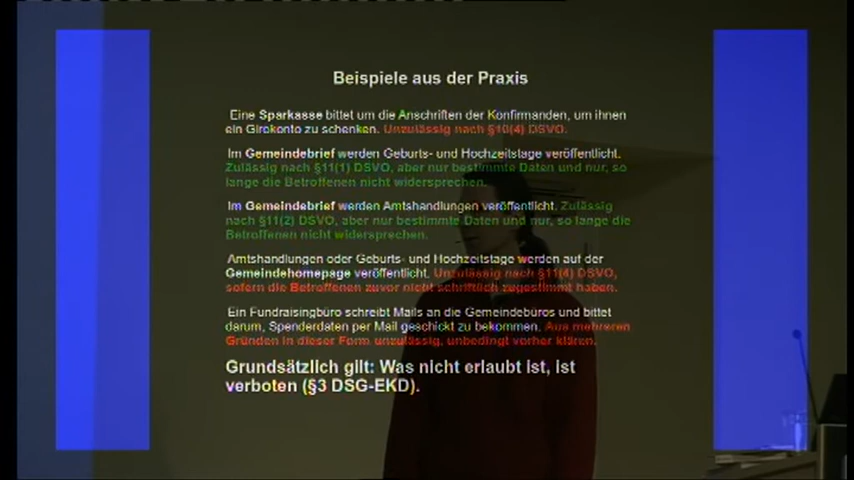 Beispiele aus der Praxis
Eine Sparkasse bittet um die Anschriften der Konfirmanden, um ihnen
ein Girokonto zu schenken. Unzulässig nach §10(4) DSVO.
Im Gemeindebrief werden Geburts- und Hochzeitstage veröffentlicht.
Zulässig nach §11(1) DSVO, aber nur bestimmte Daten und nur, so
lange die Betroffenen nicht widersprechen.
Im Gemeindebrief werden Amtshandlungen veröffentlicht. Zulässig
nach §11(2) DSVO, aber nur bestimmte Daten und nur, so lange die
Betroffenen nicht widersprechen.
Amtshandlungen oder Geburts- und Hochzeitstage werden auf der
Gemeindehomepage veröffentlicht. Unzulässig nach §11(4) DSVO,
sofern die Betroffenen zuvor nicht schriftlich zugestimmt haben.
Ein Fundraisingbüro schreibt Mails an die Gemeindebüros und bittet
darum, Spenderdaten per Mail geschickt zu bekommen. Aus mehreren
Gründen in dieser Form unzulässig, unbedingt vorher klären.
Grundsätzlich gilt: Was nicht erlaubt ist, ist
verboten (§3 DSG-EKD).